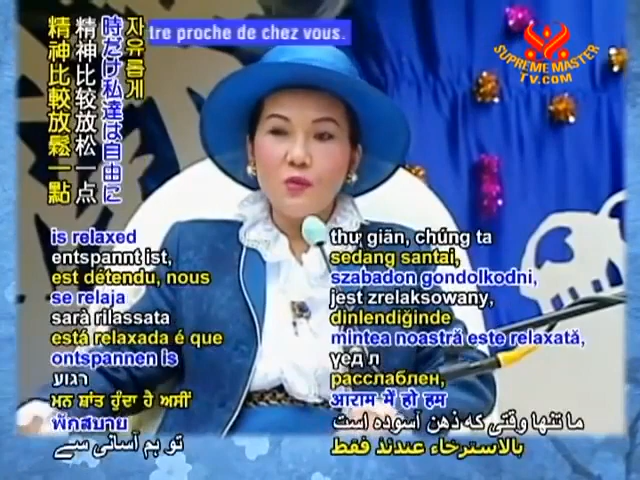 자유롭게
時だけ私達は自由に
精神比较放松一点
精神比較放鬆一點
tre proche de chez vous.
SUPREME MASTER
TV.COM
is relaxed
entspannt ist,
est détendu, nous
se relaja
sarà rilassata
está relaxada é que
ontspannen is
רגוע
ਮਨ ਸ਼ਾਂਤ ਹੁੰਦਾ ਹੈ ਅਸੀਂ
พักสบาย
تو ہم آسانی سے
thư giãn, chúng ta
sedang santai,
szabadon gondolkodni,
jest zrelaksowany,
dinlendiğinde
mintea noastră este relaxată,
үед л
расслаблен,
आराम में हो हम
ما تنها وقتی که ذهن آسوده است
بالاسترخاء عندئذ فقط